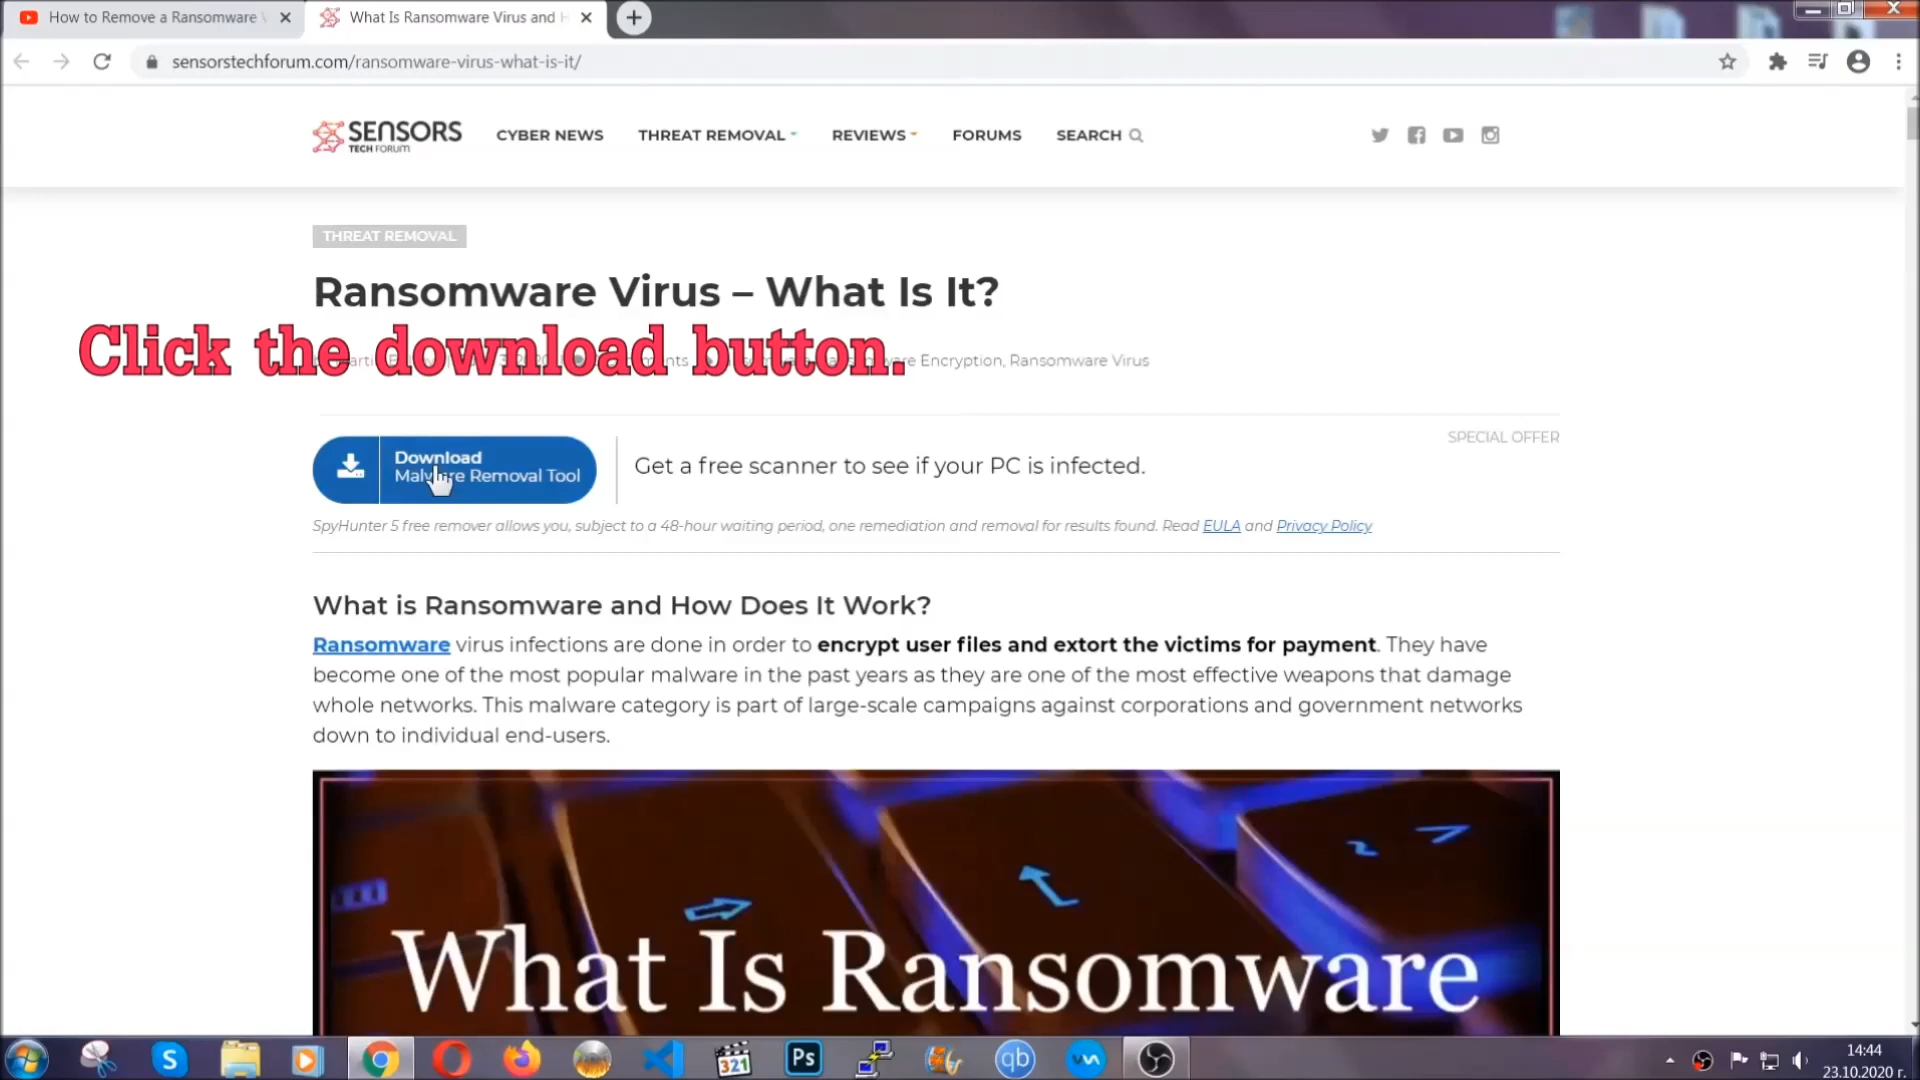 How to Remove a Ransomware V
What Is Ransomware Virus and H
sensorstechforum.com/ransomware-virus-what-is-it/
SENSORS
TECH FORUM
CYBER NEWS
THREAT REMOVAL
REVIEWS
FORUMS
SEARCH
THREAT REMOVAL
Ransomware Virus – What Is It?
Click the download button.
Encryption, Ransomware Virus
SPECIAL OFFER
Download
Malware Removal Tool
Get a free scanner to see if your PC is infected.
SpyHunter 5 free remover allows you, subject to a 48-hour waiting period, one remediation and removal for results found. Read EULA and Privacy Policy
What is Ransomware and How Does It Work?
Ransomware virus infections are done in order to encrypt user files and extort the victims for payment. They have
become one of the most popular malware in the past years as they are one of the most effective weapons that damage
whole networks. This malware category is part of large-scale campaigns against corporations and government networks
down to individual end-users.
What Is Ransomware
S
321
Ps
qb
14:44
23.10.2020 г.